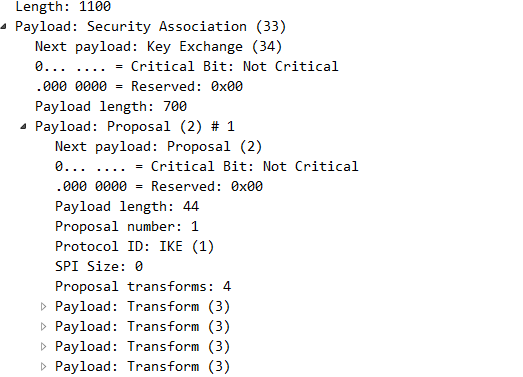 Length: 1100
Payload: Security Association (33)
Next payload: Key Exchange (34)
0... .... = Critical Bit: Not Critical
.000 0000 = Reserved: 0x00
Payload length: 700
Payload: Proposal (2) # 1
Next payload: Proposal (2)
0... .... = Critical Bit: Not Critical
.000 0000 = Reserved: 0x00
Payload length: 44
Proposal number: 1
Protocol ID: IKE (1)
SPI Size: 0
Proposal transforms: 4
Payload: Transform (3)
Payload: Transform (3)
Payload: Transform (3)
Payload: Transform (3)